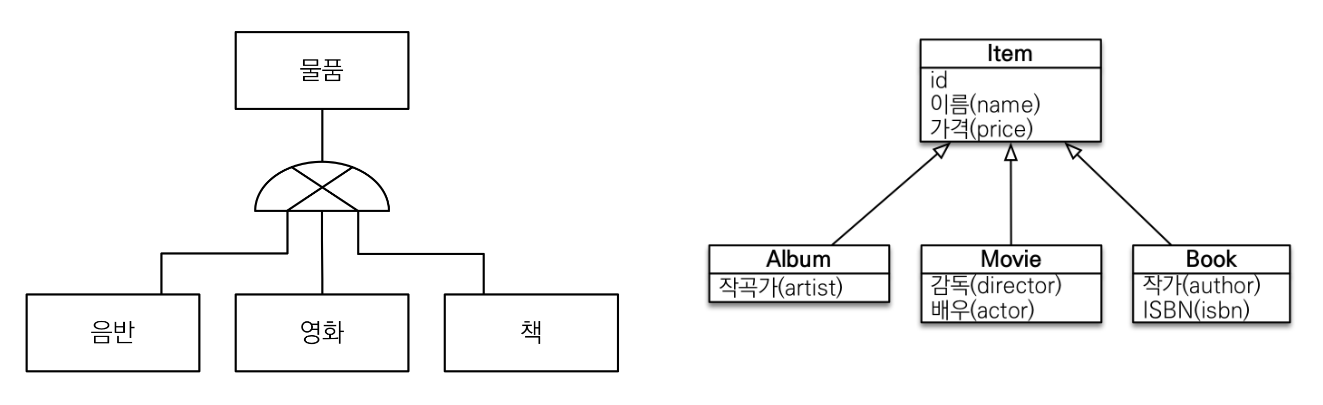 물품
음반
영화
책
Item
id
이름(name)
가격(price)
Album
작곡가(artist)
Movie
감독(director)
배우(actor)
Book
작가(author)
ISBN(isbn)